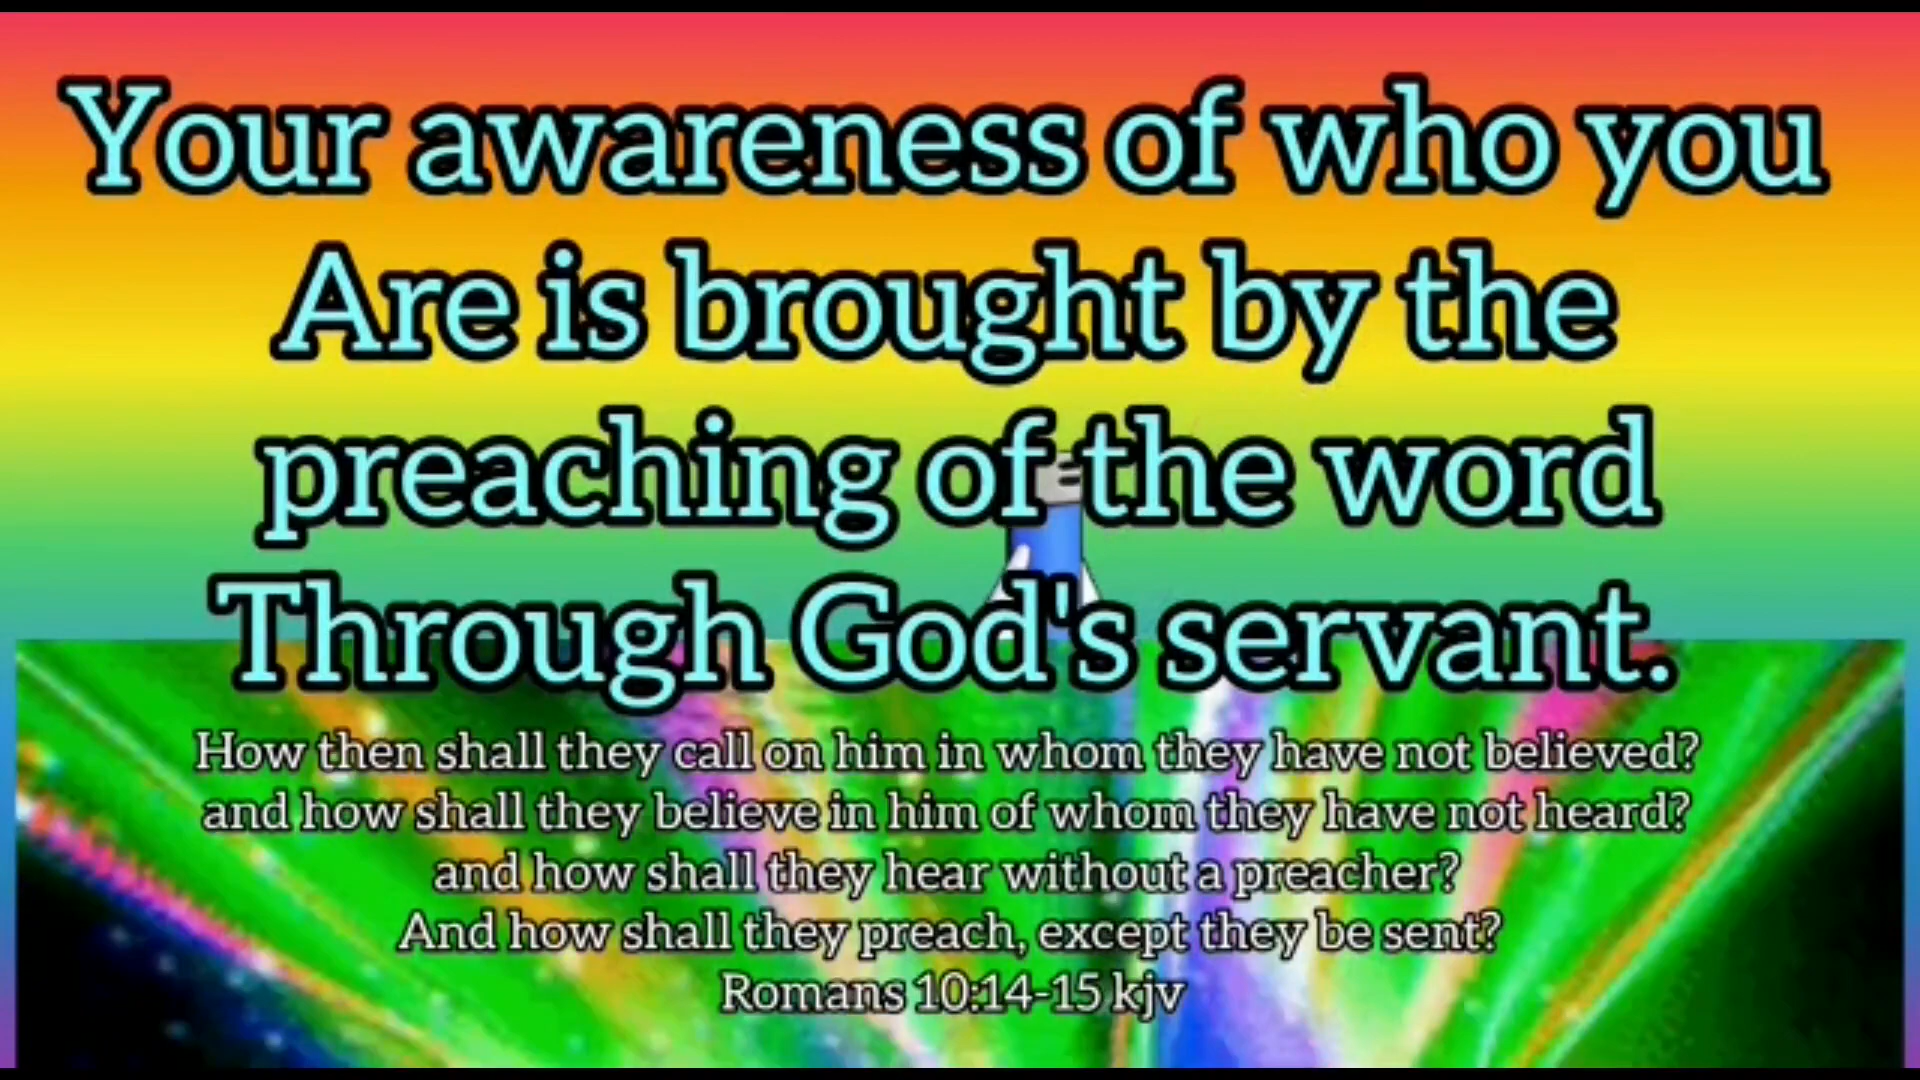 Your awareness of who you
Are is brought by the
preaching of the word
Through God's servant.
How then shall they call on him in whom they have not believed?
and how shall they believe in him of whom they have not heard?
and how shall they hear without a preacher?
And how shall they preach, except they be sent?
Romans 10:14-15 kjv